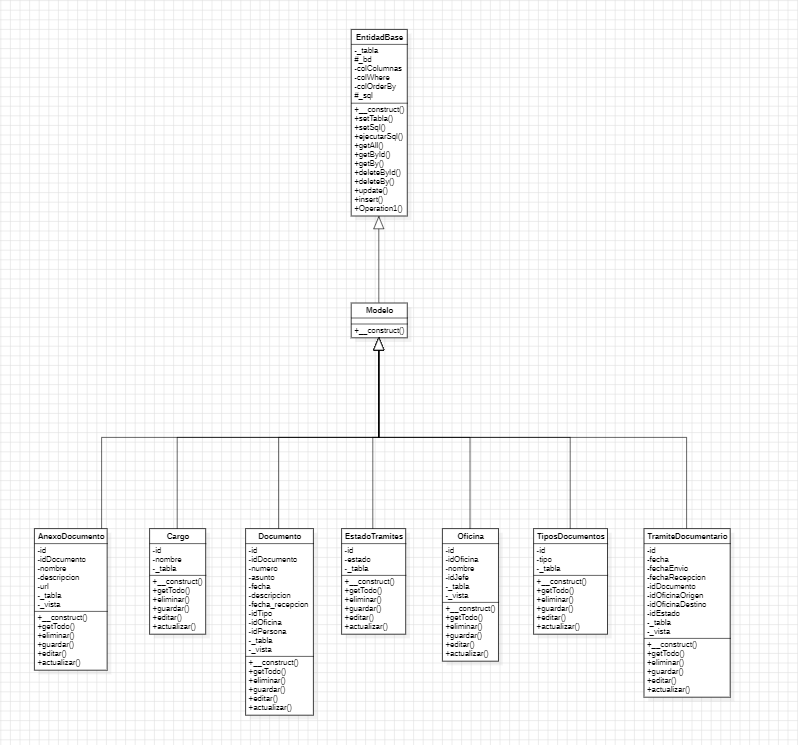 EntidadBase
-_tabla
#_bd
-colColumnas
-colWhere
-colOrderBy
#_sql
+__construct()
+setTabla()
+setSql()
+ejecutarSql()
+getAll()
+getById()
+getBy()
+deleteById()
+deleteBy()
+update()
+insert()
+Operation1()
Modelo
+__construct()
AnexoDocumento
-id
-idDocumento
-nombre
-descripcion
-url
-_tabla
-_vista
+__construct()
+getTodo()
+eliminar()
+guardar()
+editar()
+actualizar()
Cargo
-id
-nombre
-_tabla
+__construct()
+getTodo()
+eliminar()
+guardar()
+editar()
+actualizar()
Documento
-id
-idDocumento
-numero
-asunto
-fecha
-descripcion
-fecha_recepcion
-idTipo
-idOficina
-idPersona
-_tabla
-_vista
+__construct()
+getTodo()
+eliminar()
+guardar()
+editar()
+actualizar()
EstadoTramites
-id
-estado
-_tabla
+__construct()
+getTodo()
+eliminar()
+guardar()
+editar()
+actualizar()
Oficina
-id
-idOficina
-nombre
-idJefe
-_tabla
-_vista
+__construct()
+getTodo()
+eliminar()
+guardar()
+editar()
+actualizar()
TiposDocumentos
-id
-tipo
-_tabla
+__construct()
+getTodo()
+eliminar()
+guardar()
+editar()
+actualizar()
TramiteDocumentario
-id
-fecha
-fechaEnvio
-fechaRecepcion
-idDocumento
-idOficinaOrigen
-idOficinaDestino
-idEstado
-_tabla
-_vista
+__construct()
+getTodo()
+eliminar()
+guardar()
+editar()
+actualizar()